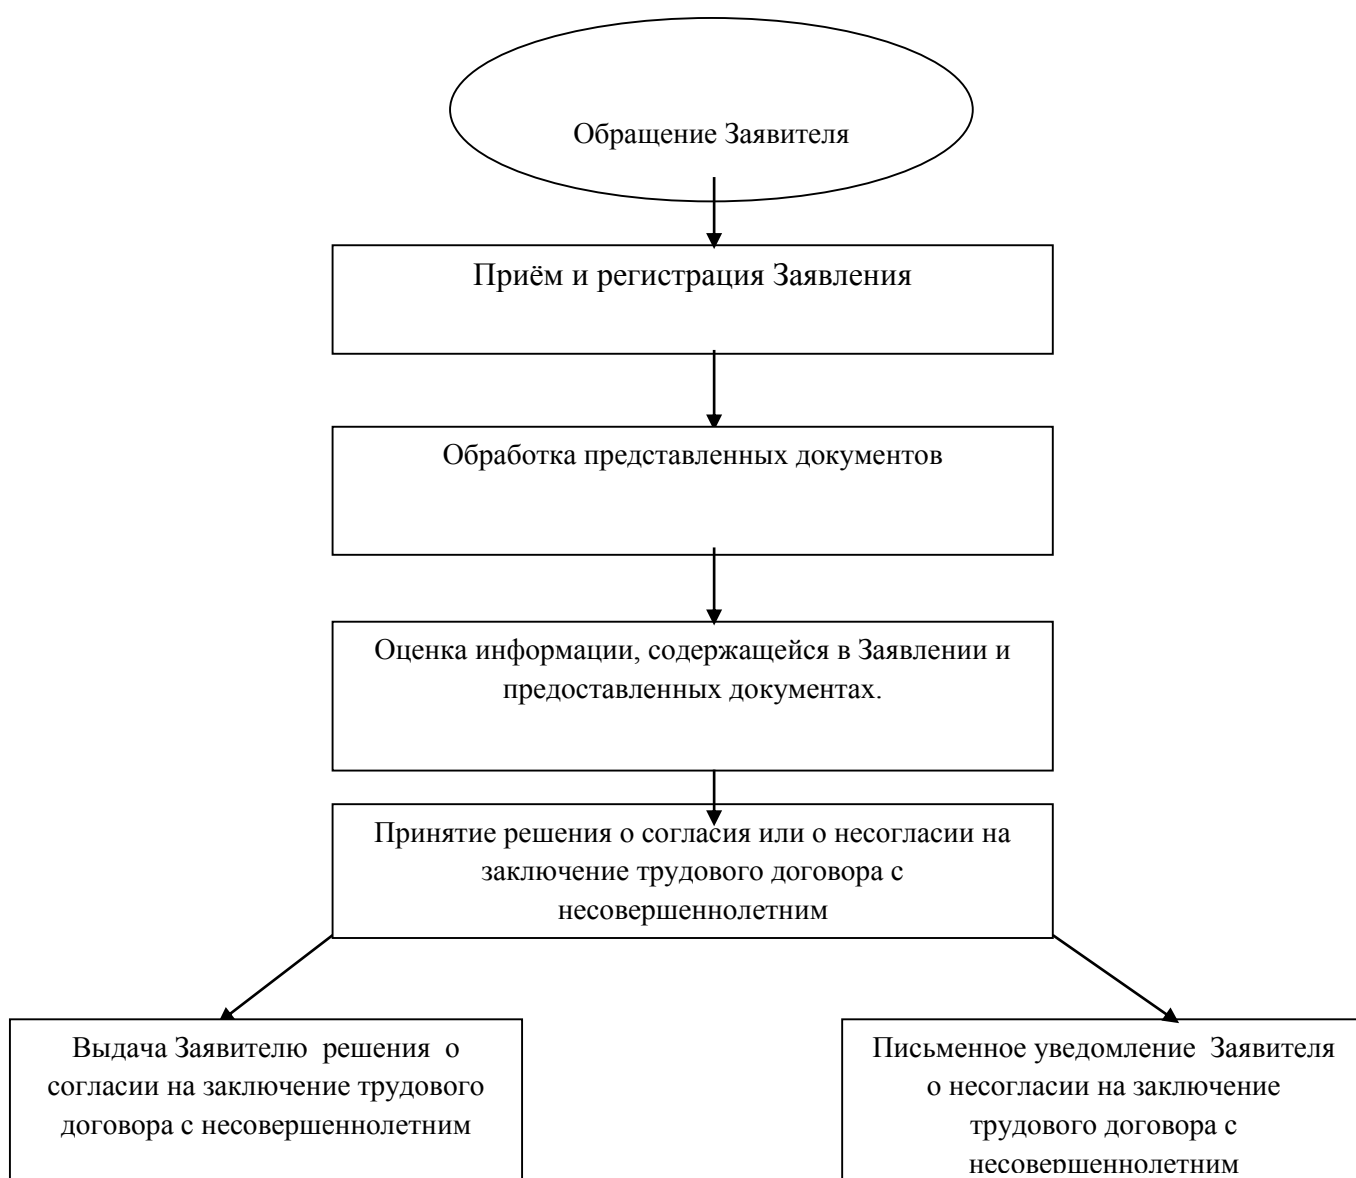 Обращение Заявителя
Приём и регистрация Заявления
Обработка представленных документов
Оценка информации, содержащейся в Заявлении и
предоставленных документах.
Принятие решения о согласия или о несогласии на
заключение трудового договора с
несовершеннолетним
Выдача Заявителю решения о
согласии на заключение трудового
договора с несовершеннолетним
Письменное уведомление Заявителя
о несогласии на заключение
трудового договора с
несовершеннолетним